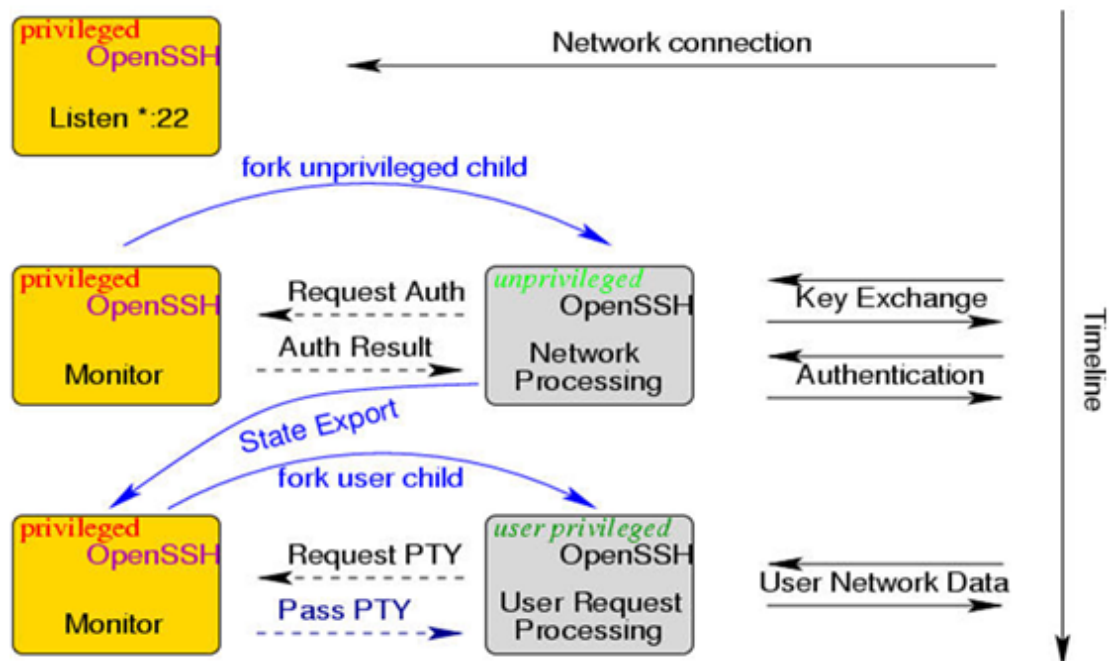 privileged
OpenSSH
Listen *:22
Network connection
fork unprivileged child
privileged
OpenSSH
Monitor
Request Auth
Auth Result
unprivileged
OpenSSH
Network
Processing
Key Exchange
Authentication
Timeline
State Export
fork user child
privileged
OpenSSH
Monitor
Request PTY
Pass PTY
user privileged
OpenSSH
User Request
Processing
User Network Data